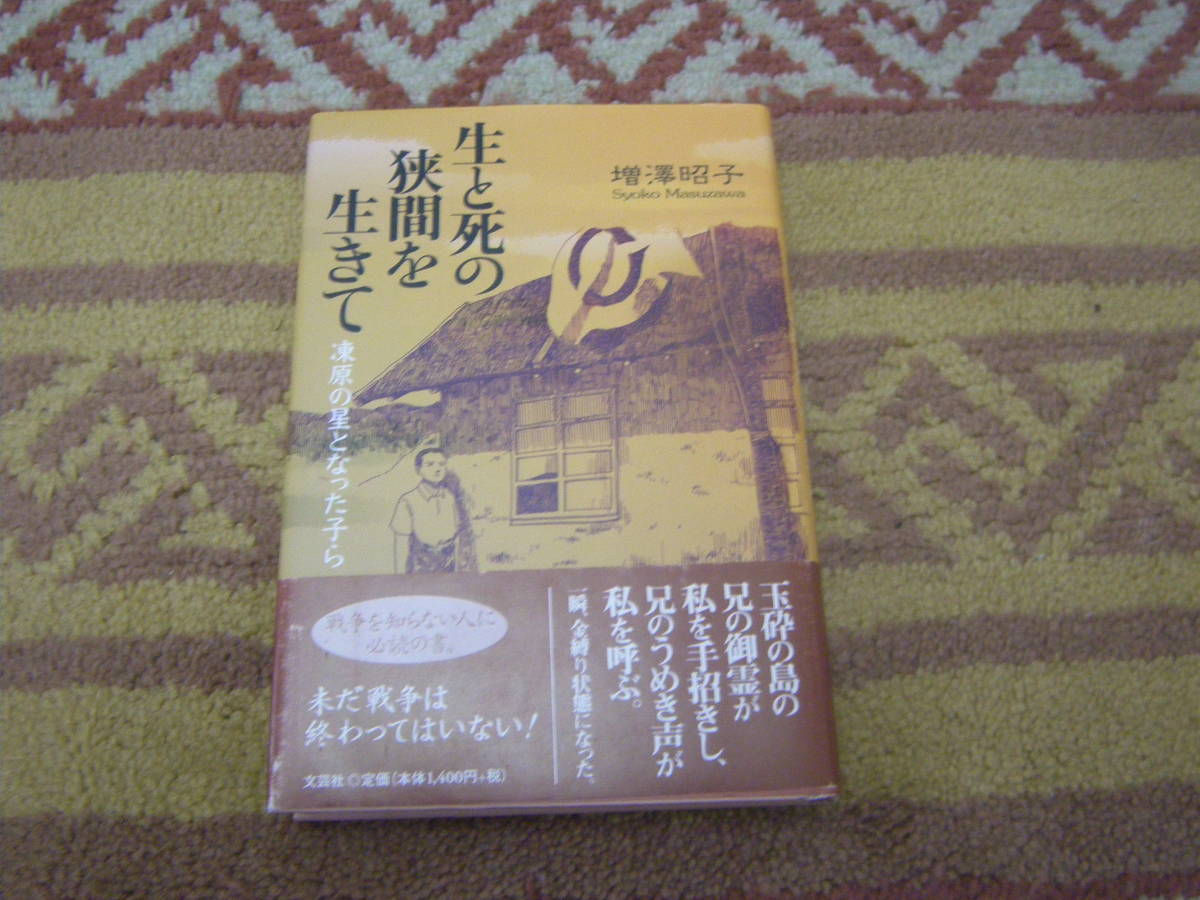 生と死の
狭間を
生きて
凍原の星となった子ら
増澤昭子
Syoko Masuzawa
玉砕の島の
兄の御霊が
私を手招きし、
兄のうめき声が
私を呼ぶ。
一瞬、金縛り状態になった。
戦争を知らない人に
必読の書。
未だ戦争は
終わってはいない!
文芸社 ◎定価(本体1,400円+税)